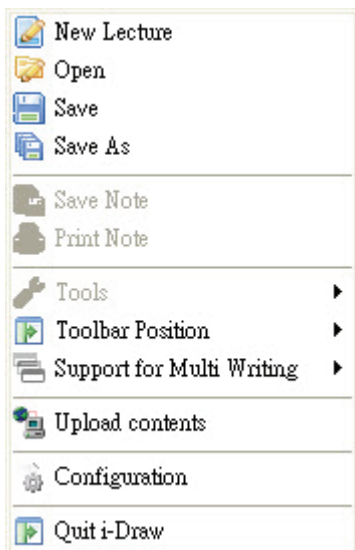 New Lecture
Open
Save
Save As
Save Note
Print Note
Tools
Toolbar Position
Support for Multi Writing
Upload contents
Configuration
Quit i-Draw